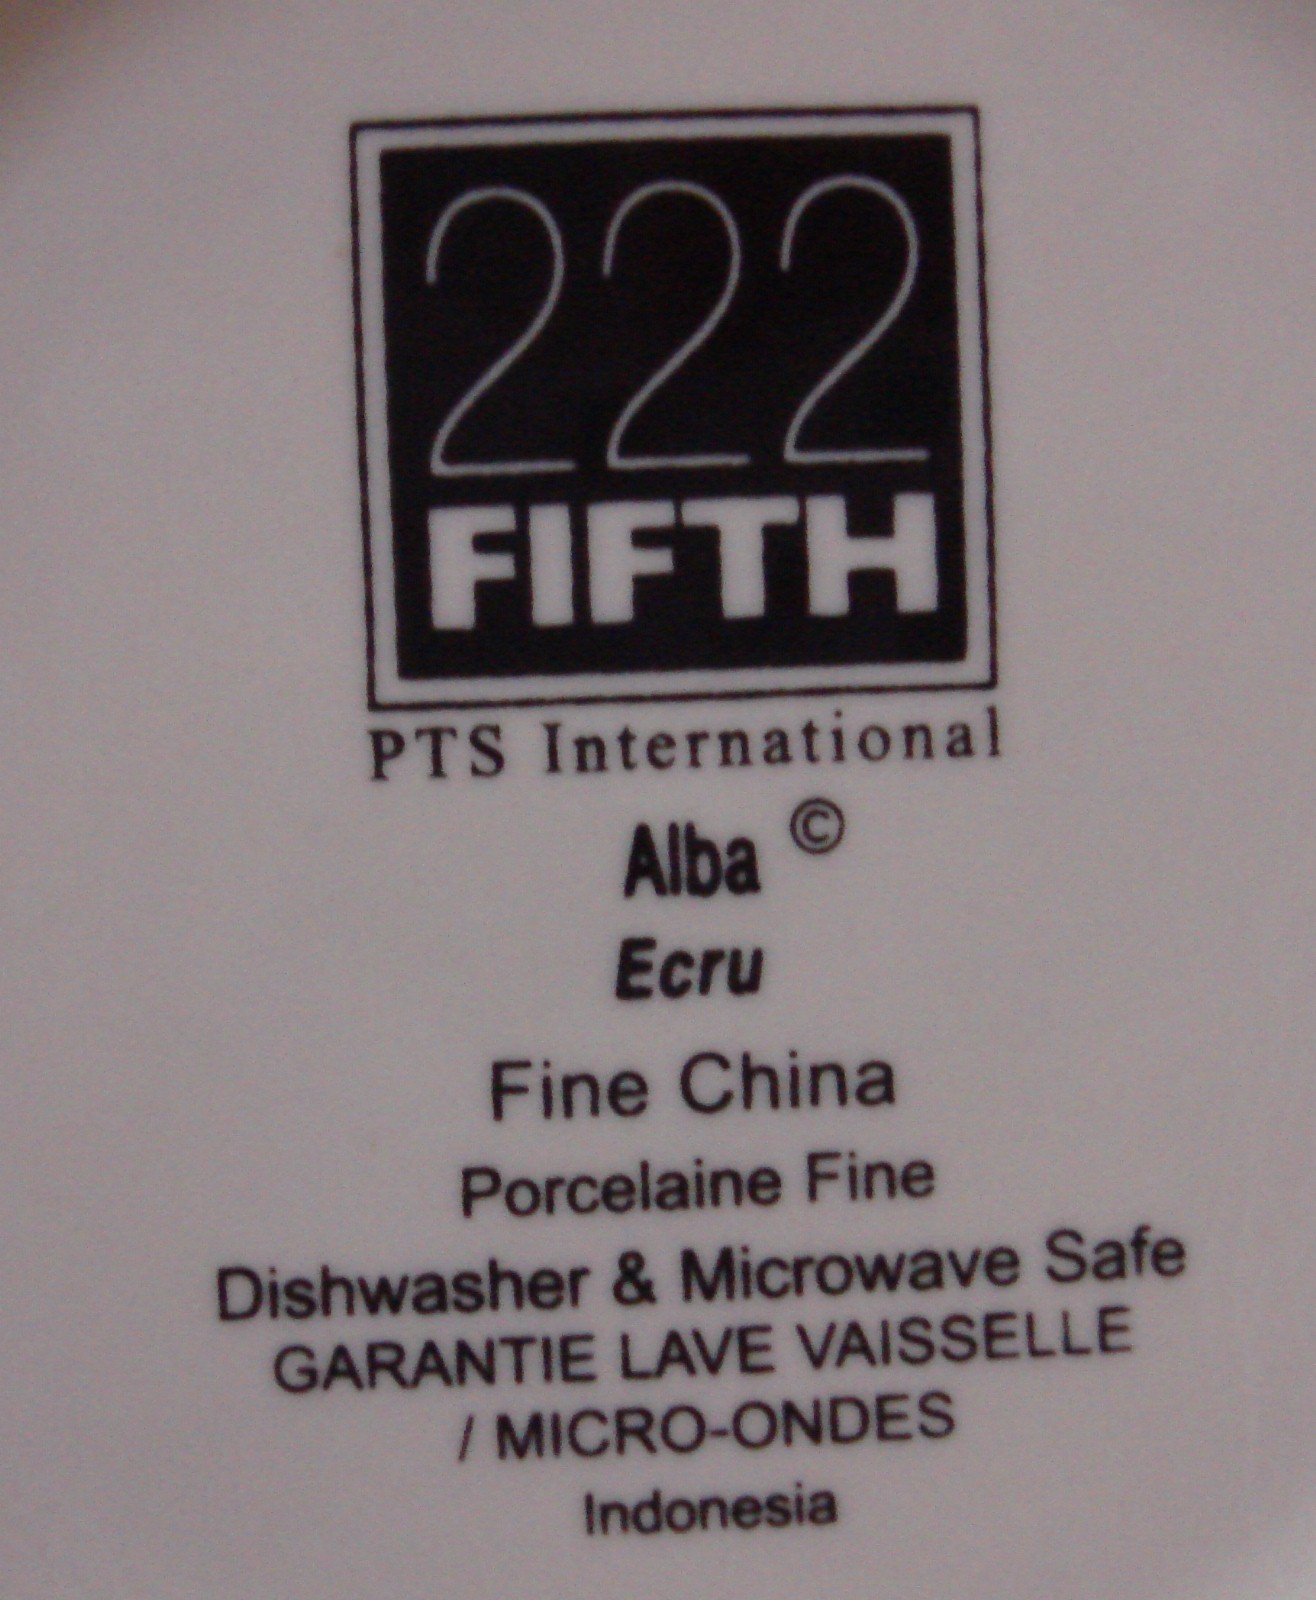 222
FIFTH
PTS International
Alba ©
Ecru
Fine China
Porcelaine Fine
Dishwasher & Microwave Safe
GARANTIE LAVE VAISSELLE
/ MICRO-ONDES
Indonesia